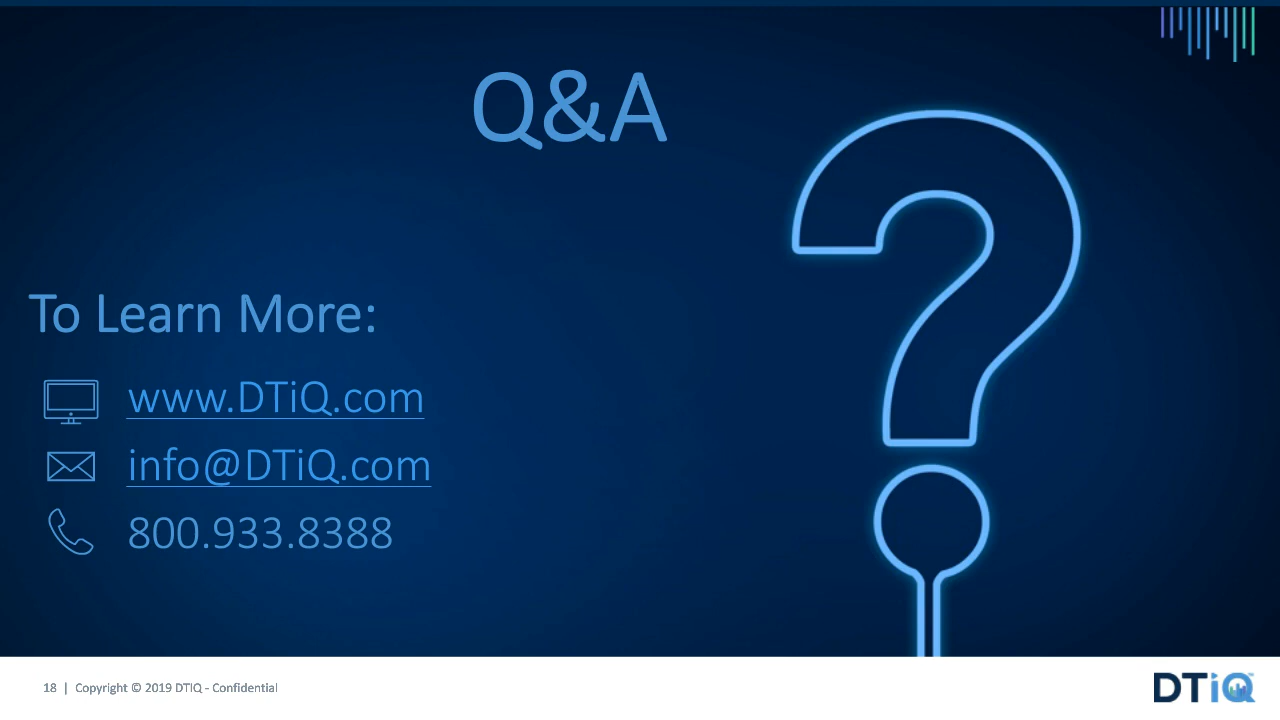 Q&A
To Learn More:
www.DTiQ.com
info@DTiQ.com
800.933.8388
18 | Copyright © 2019 DTIQ - Confidential
DTiQ